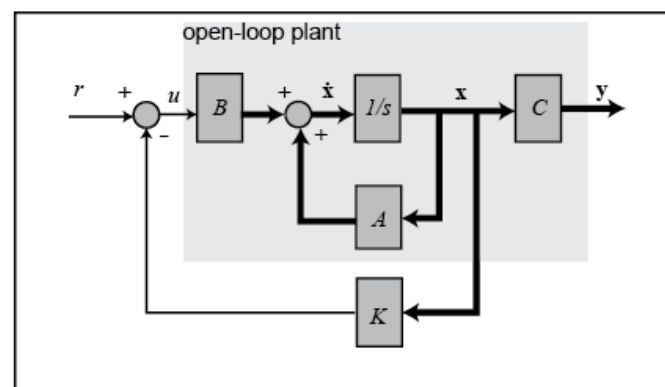 open-loop plant
r + u B + ẋ 1/s x C y
− +
A
K